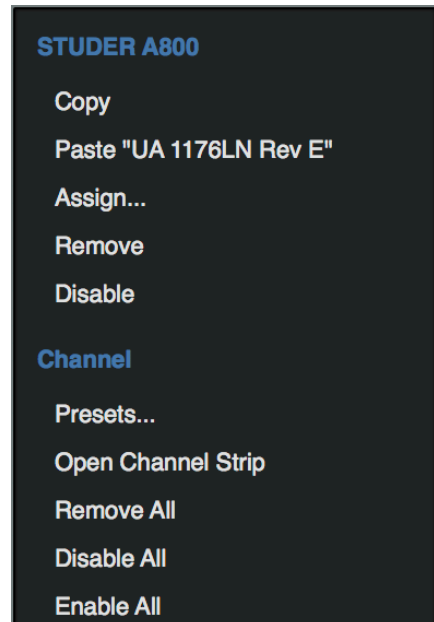 STUDER A800
Copy
Paste "UA 1176LN Rev E"
Assign...
Remove
Disable
Channel
Presets...
Open Channel Strip
Remove All
Disable All
Enable All